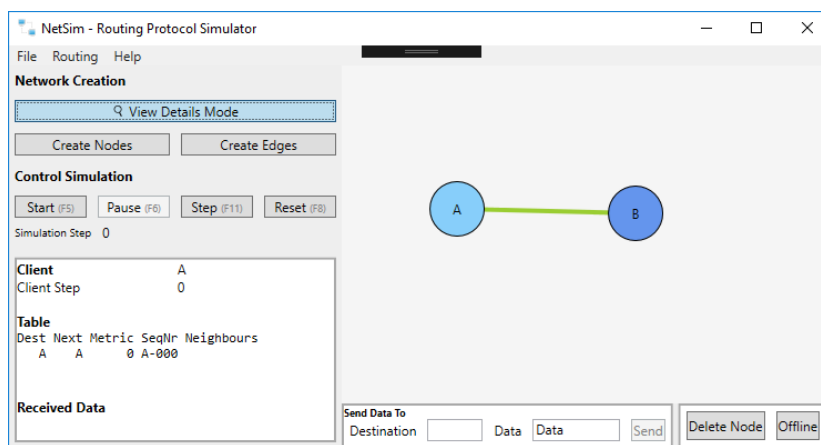 NetSim - Routing Protocol Simulator
File Routing Help
Network Creation
View Details Mode
Create Nodes Create Edges
Control Simulation
Start (F5) Pause (F6) Step (F11) Reset (F8)
Simulation Step 0
Client A
Client Step 0
Table
Dest Next Metric SeqNr Neighbours
A A 0 A-000
Received Data
A
B
Send Data To
Destination Data Data Send
Delete Node Offline